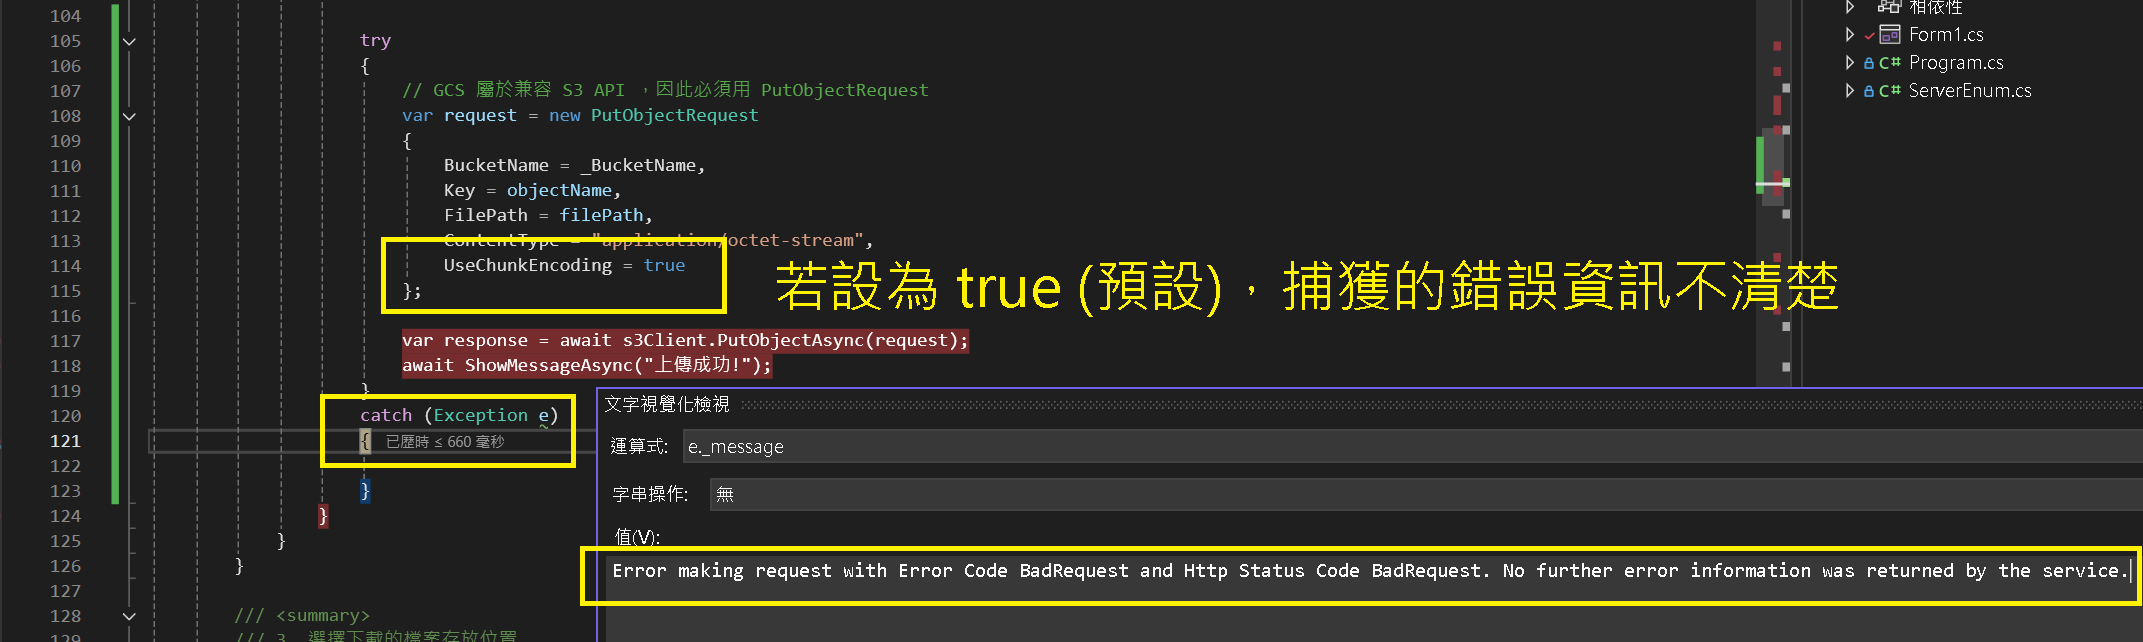 104
105 try
106 {
107 // GCS 屬於兼容 S3 API ，因此必須用 PutObjectRequest
108 var request = new PutObjectRequest
109 {
110 BucketName = _BucketName,
111 Key = objectName,
112 FilePath = filePath,
113 ContentType = "application/octet-stream",
114 UseChunkEncoding = true
115 };
116
117 var response = await s3Client.PutObjectAsync(request);
118 await ShowMessageAsync("上傳成功!");
119 }
120 catch (Exception e)
121 { 已歷時 ≤ 660 毫秒
122
123 }
124 }
125 }
126 }
127
128 /// <summary>
129 /// 3. 選擇下載的檔案存放位置
若設為 true (預設)，捕獲的錯誤資訊不清楚
文字視覺化檢視
運算式: e._message
字串操作: 無
值(V):
Error making request with Error Code BadRequest and Http Status Code BadRequest. No further error information was returned by the service.
相依性
Form1.cs
C# Program.cs
C# ServerEnum.cs